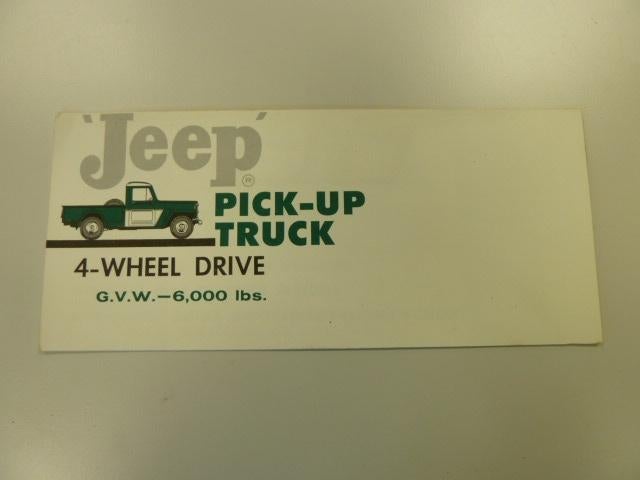 'Jeep'®
PICK-UP
TRUCK
4-WHEEL DRIVE
G.V.W.—6,000 lbs.